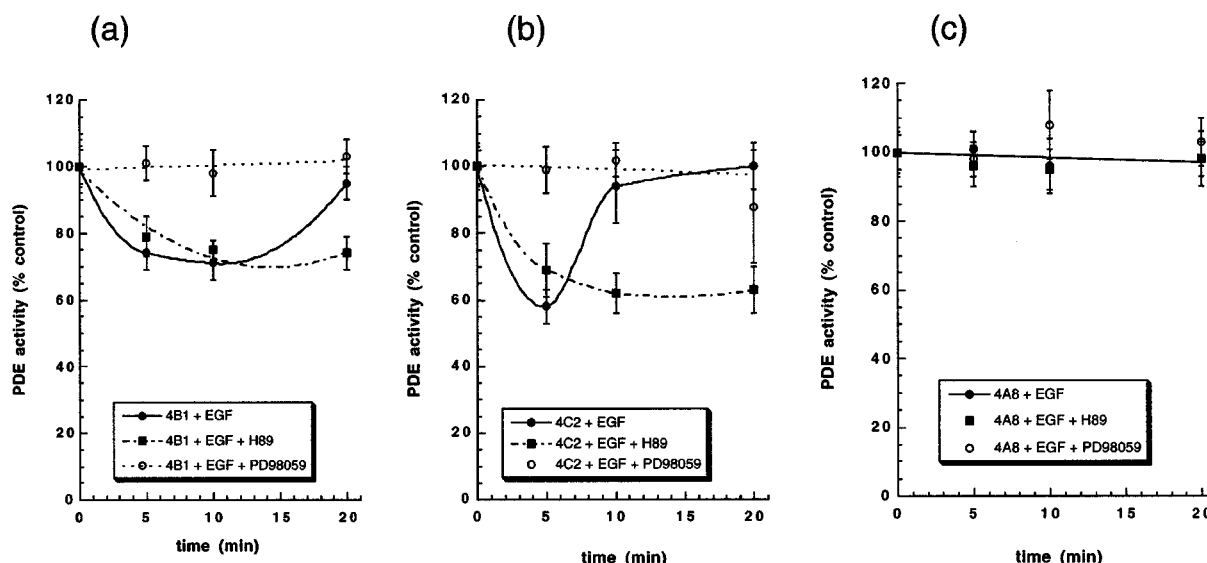 (a)
PDE activity (% control)
120
100
80
60
40
20
0
4B1 + EGF
4B1 + EGF + H89
4B1 + EGF + PD98059
0 5 10 15 20
time (min)
(b)
PDE activity (% control)
120
100
80
60
40
20
0
4C2 + EGF
4C2 + EGF + H89
4C2 + EGF + PD98059
0 5 10 15 20
time (min)
(c)
PDE activity (% control)
120
100
80
60
40
20
0
4A8 + EGF
4A8 + EGF + H89
4A8 + EGF + PD98059
0 5 10 15 20
time (min)